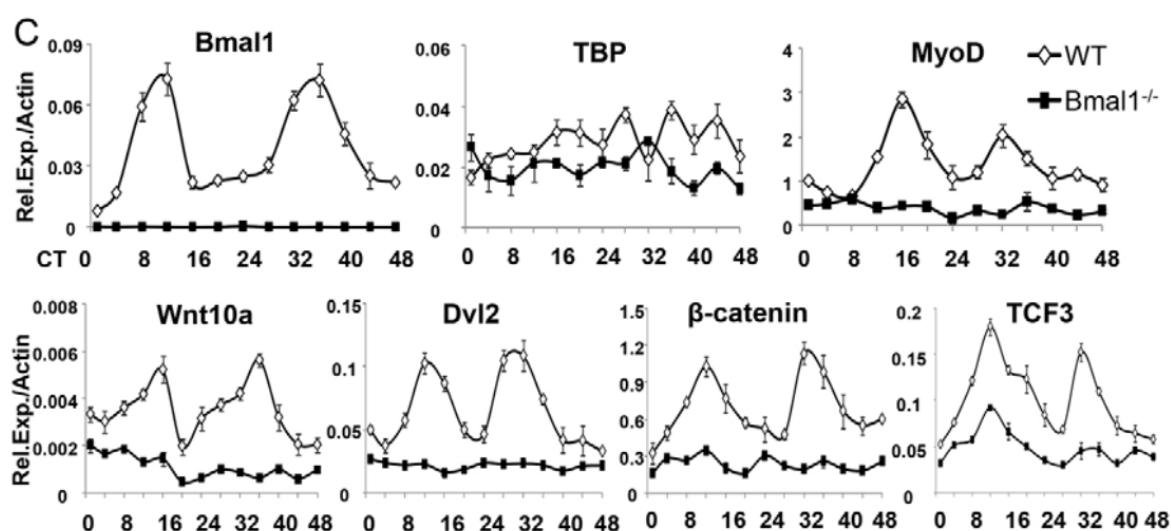 C
Bmal1
TBP
MyoD
WT
Bmal1-/-
Rel.Exp./Actin
0.09
0.06
0.03
0
0.06
0.04
0.02
0
4
3
2
1
0
CT 0 8 16 24 32 40 48
0 8 16 24 32 40 48
0 8 16 24 32 40 48
Wnt10a
Dvl2
β-catenin
TCF3
Rel.Exp./Actin
0.008
0.006
0.004
0.002
0
0.15
0.1
0.05
0
1.5
1.2
0.9
0.6
0.3
0
0.2
0.15
0.1
0.05
0
0 8 16 24 32 40 48
0 8 16 24 32 40 48
0 8 16 24 32 40 48
0 8 16 24 32 40 48